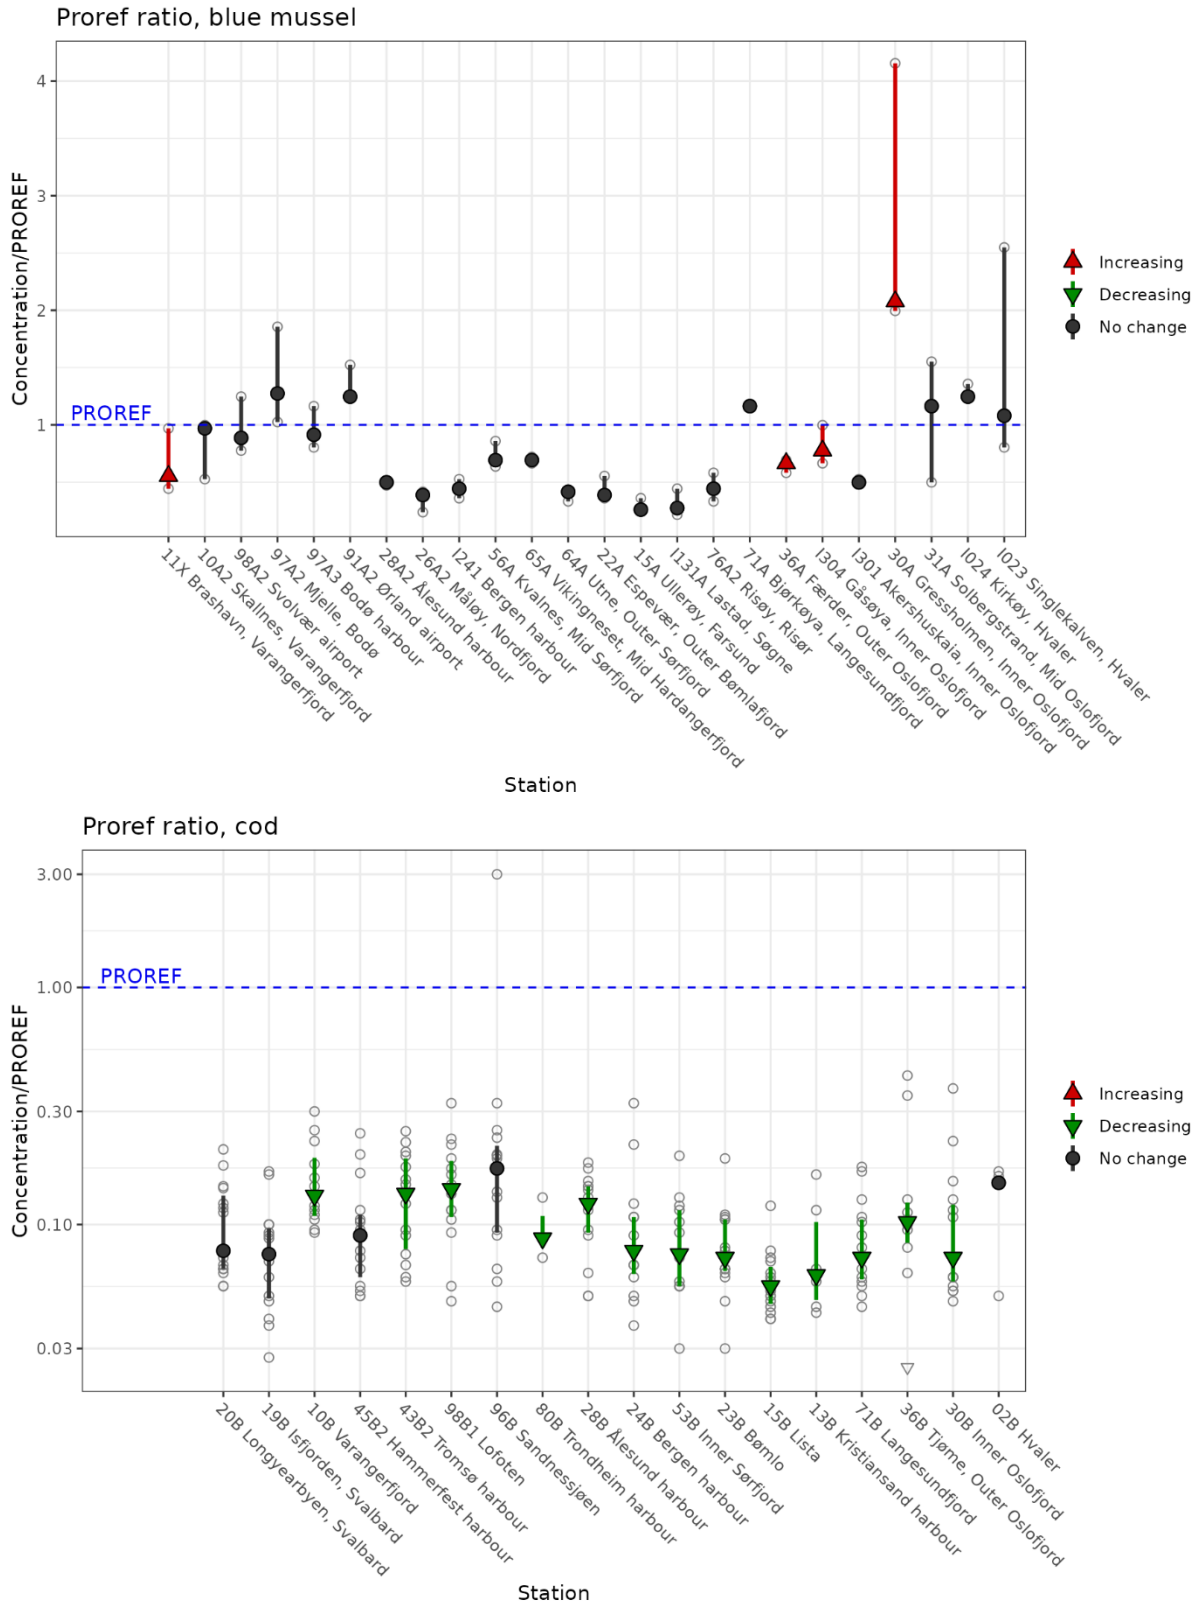 Proref ratio, blue mussel
Concentration/PROREF
4
3
2
1
PROREF
Increasing
Decreasing
No change
11X Brashavn, Varangerfjord
10A2 Skallnes, Varangerfjord
98A2 Svolvær airport
97A2 Mjelle, Bodø
97A3 Bodø harbour
91A2 Ørland airport
28A2 Ålesund harbour
26A2 Måløy, Nordfjord
I241 Bergen harbour
56A Kvalnes, Mid Sørfjord
65A Vikingneset, Mid Hardangerfjord
64A Utne, Outer Sørfjord
22A Espevær, Outer Bømlafjord
15A Ullerøy, Farsund
I131A Lastad, Søgne
76A2 Risøy, Risør
71A Bjørkøya, Langesundfjord
36A Færder, Outer Oslofjord
I304 Gåsøya, Inner Oslofjord
I301 Akershuskaia, Inner Oslofjord
30A Gressholmen, Inner Oslofjord
31A Solbergstrand, Mid Oslofjord
I024 Kirkøy, Hvaler
I023 Singlekalven, Hvaler
Station
Proref ratio, cod
Concentration/PROREF
3.00
1.00
0.30
0.10
0.03
PROREF
Increasing
Decreasing
No change
20B Longyearbyen, Svalbard
19B Isfjorden, Svalbard
10B Varangerfjord
45B2 Hammerfest harbour
43B2 Tromsø harbour
98B1 Lofoten
96B Sandnessjøen
80B Trondheim harbour
28B Ålesund harbour
24B Bergen harbour
53B Inner Sørfjord
23B Bømlo
15B Lista
13B Kristiansand harbour
71B Langesundfjord
36B Tjøme, Outer Oslofjord
30B Inner Oslofjord
02B Hvaler
Station